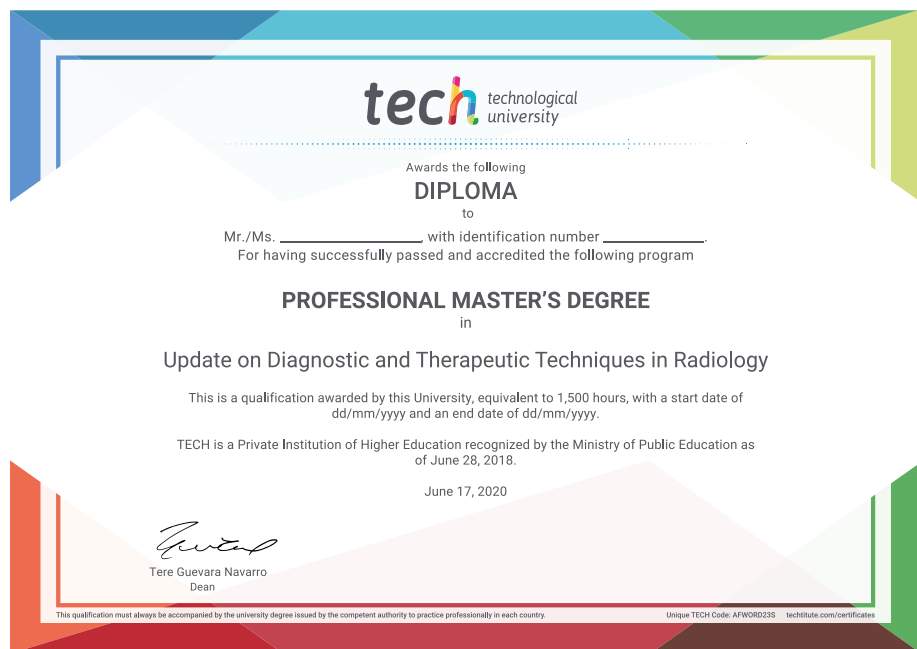 tech technological
university
Awards the following
DIPLOMA
to
Mr./Ms. ____________________, with identification number ______________.
For having successfully passed and accredited the following program
PROFESSIONAL MASTER'S DEGREE
in
Update on Diagnostic and Therapeutic Techniques in Radiology
This is a qualification awarded by this University, equivalent to 1,500 hours, with a start date of
dd/mm/yyyy and an end date of dd/mm/yyyy.
TECH is a Private Institution of Higher Education recognized by the Ministry of Public Education as
of June 28, 2018.
June 17, 2020
Tere Guevara Navarro
Dean
This qualification must always be accompanied by the university degree issued by the competent authority to practice professionally in each country.
Unique TECH Code: AFWORD23S techtitute.com/certificates